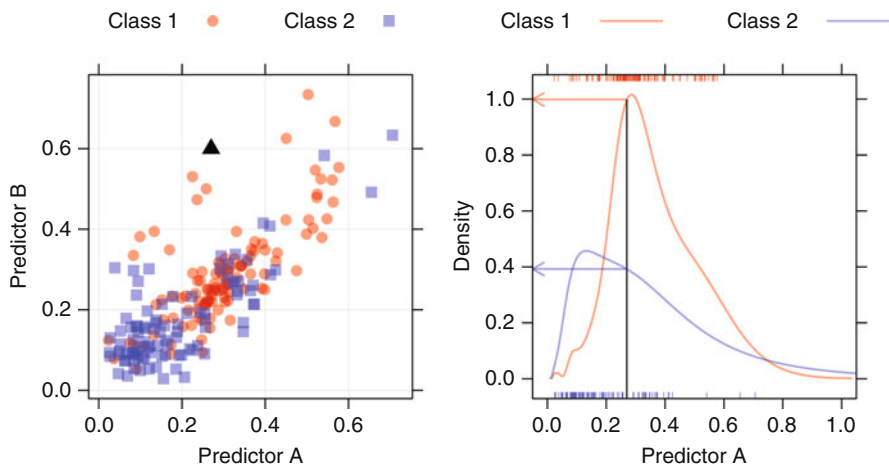 Class 1 Class 2
0.6
0.4
0.2
0.0
Predictor B
0.0 0.2 0.4 0.6
Predictor A
Class 1 Class 2
1.0
0.8
0.6
0.4
0.2
0.0
Density
0.0 0.2 0.4 0.6 0.8 1.0
Predictor A